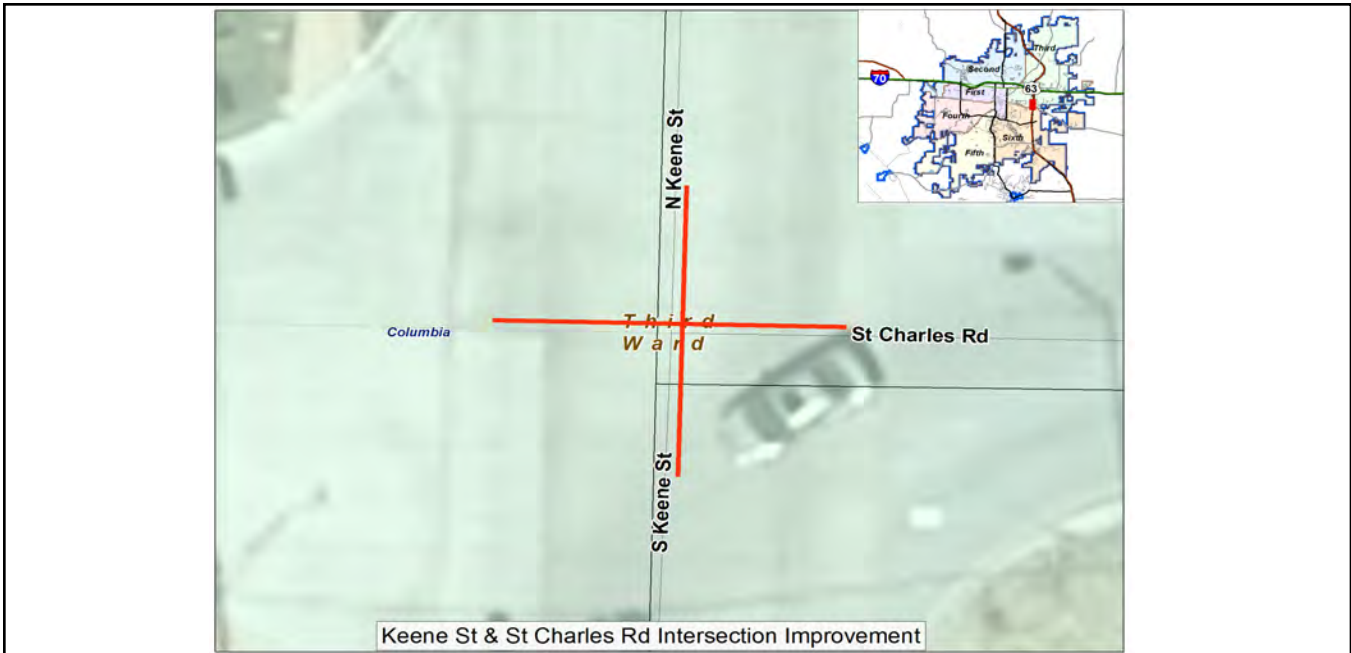 Third
Second
70
63
First
Fourth
Sixth
Fifth
N Keene St
Third
Ward
Columbia
St Charles Rd
S Keene St
Keene St & St Charles Rd Intersection Improvement